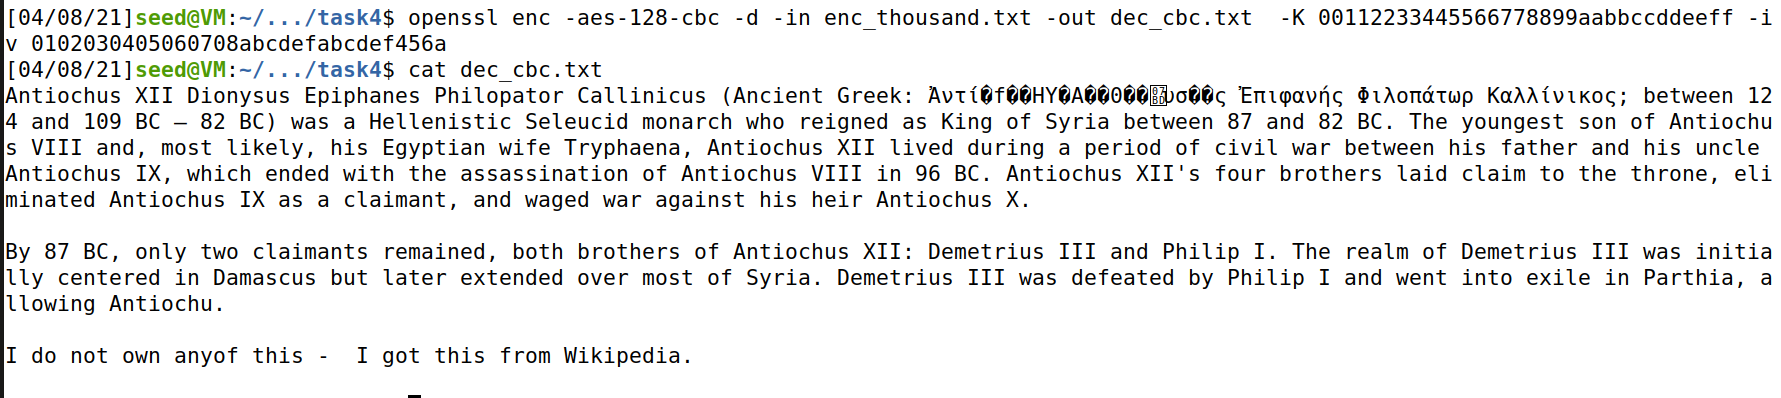 [04/08/21]seed@VM:~/.../task4$ openssl enc -aes-128-cbc -d -in enc_thousand.txt -out dec_cbc.txt  -K 00112233445566778899aabbccddeeff -i
v 0102030405060708abcdefabcdef456a
[04/08/21]seed@VM:~/.../task4$ cat dec_cbc.txt
Antiochus XII Dionysus Epiphanes Philopator Callinicus (Ancient Greek: Ἀντί�f��HY�A��0��޽υσ��ς Ἐπιφανής Φιλοπάτωρ Καλλίνικος; between 12
4 and 109 BC – 82 BC) was a Hellenistic Seleucid monarch who reigned as King of Syria between 87 and 82 BC. The youngest son of Antiochu
s VIII and, most likely, his Egyptian wife Tryphaena, Antiochus XII lived during a period of civil war between his father and his uncle
Antiochus IX, which ended with the assassination of Antiochus VIII in 96 BC. Antiochus XII's four brothers laid claim to the throne, eli
minated Antiochus IX as a claimant, and waged war against his heir Antiochus X.
By 87 BC, only two claimants remained, both brothers of Antiochus XII: Demetrius III and Philip I. The realm of Demetrius III was initia
lly centered in Damascus but later extended over most of Syria. Demetrius III was defeated by Philip I and went into exile in Parthia, a
llowing Antiochu.
I do not own anyof this -  I got this from Wikipedia.